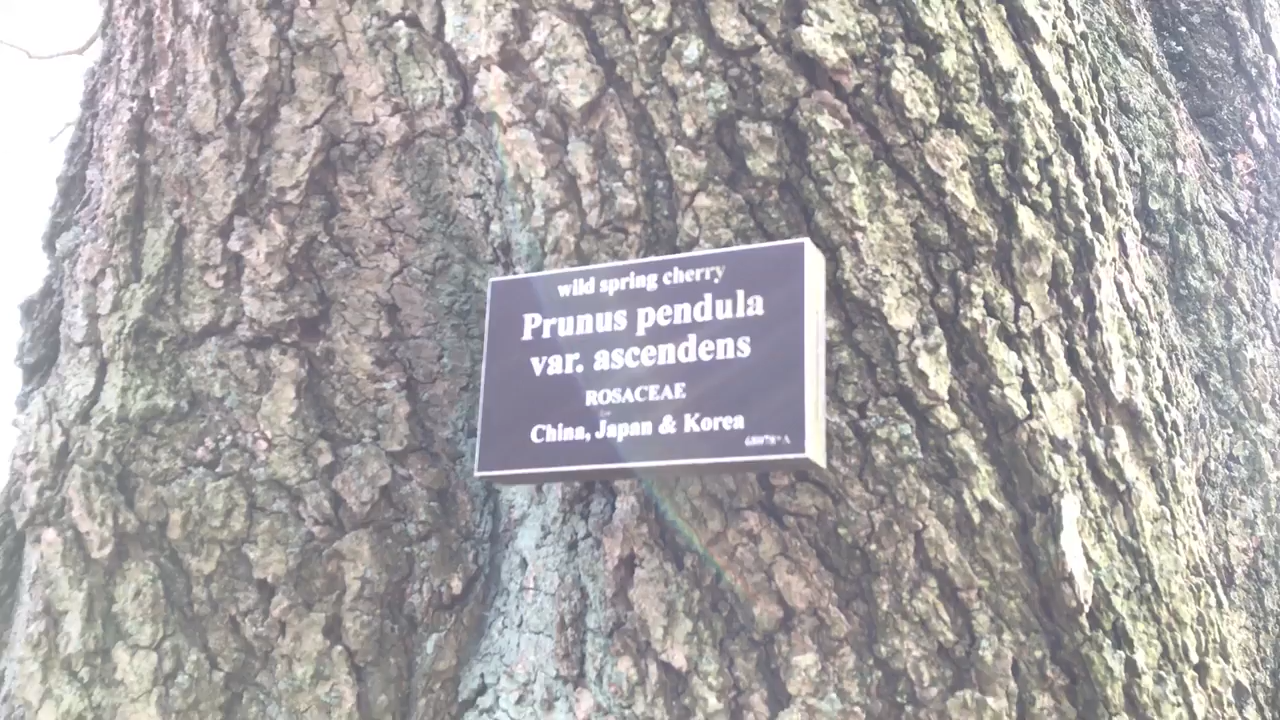 wild spring cherry
Prunus pendula
var. ascendens
ROSACEAE
China, Japan & Korea